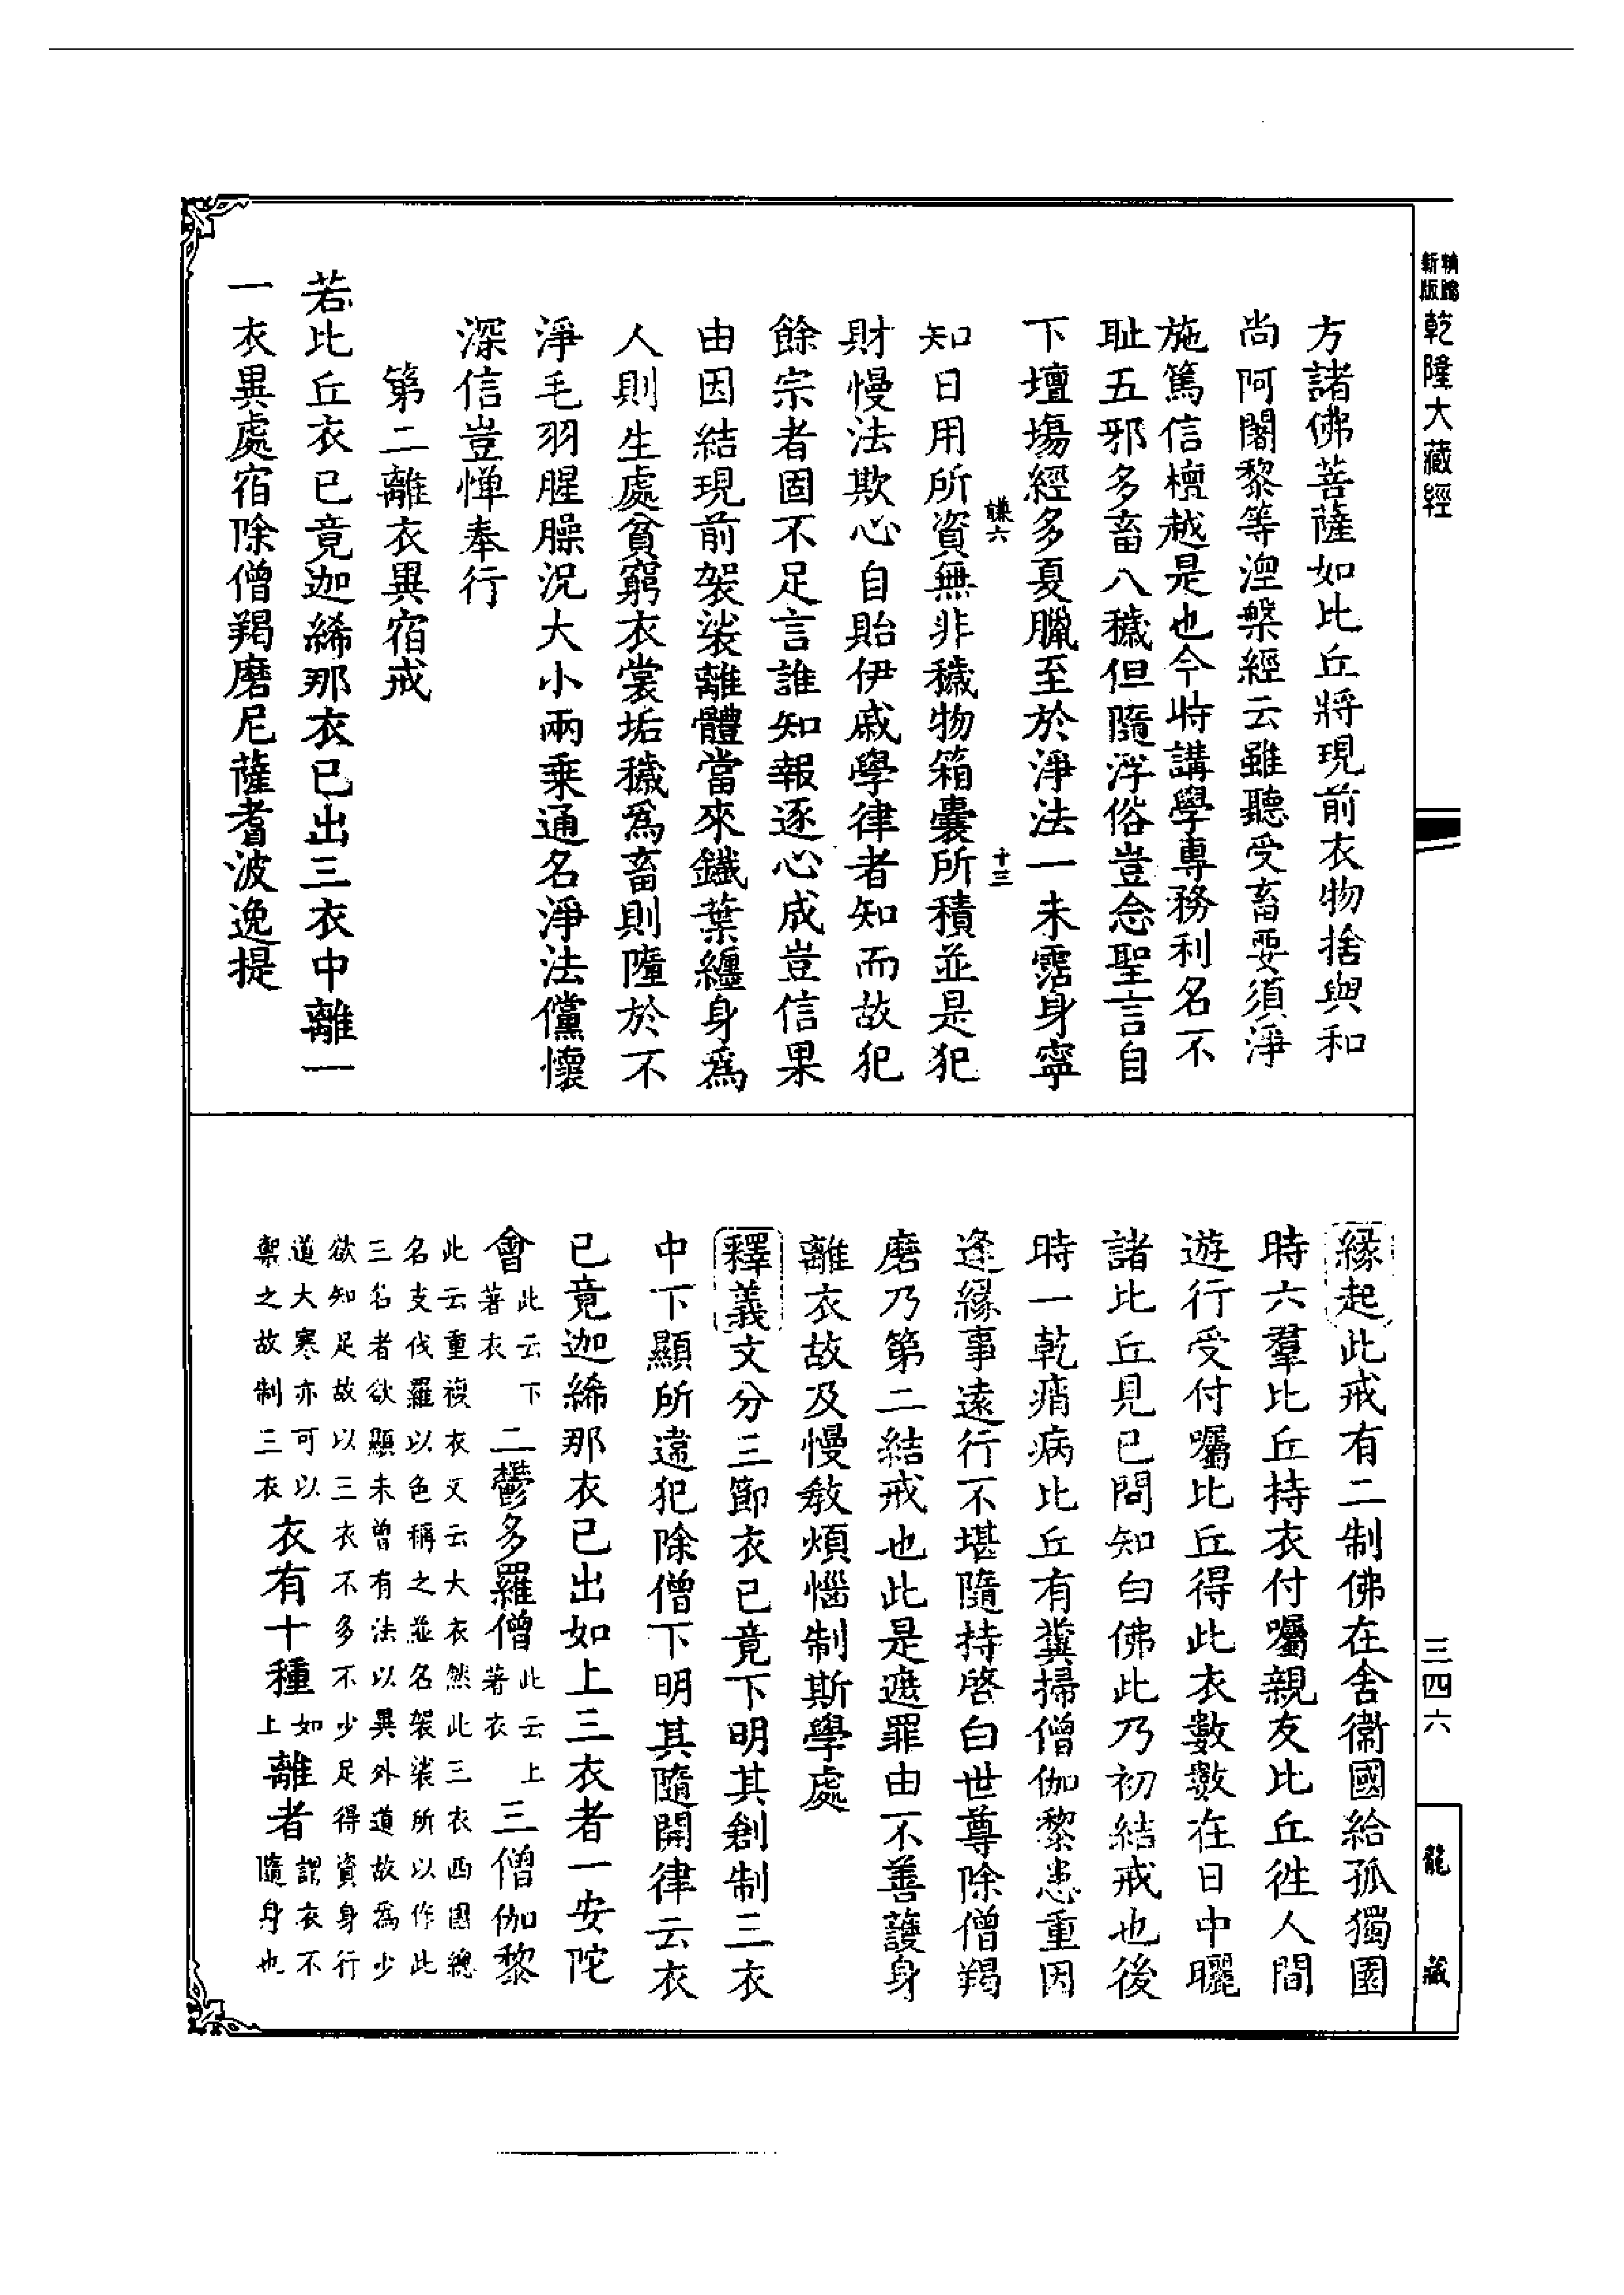 精縮新版乾隆大藏經
三四六
龍藏
方諸佛菩薩如比丘將現前衣物捨與和
尚阿闍黎等涅槃經云雖聽受畜要須淨
施篤信檀越是也今時講學專務利名不
耻五邪多畜八穢但隨浮俗豈念聖言自
下壇塲經多夏臘至於淨法一未霑身寧
謙六
十三
知日用所資無非穢物箱囊所積並是犯
財慢法欺心自貽伊戚學律者知而故犯
餘宗者固不足言誰知報逐心成豈信果
由因結現前袈裟離體當來鐵葉纏身為
人則生處貧窮衣裳垢穢為畜則墮於不
淨毛羽腥臊況大小兩乘通名淨法儻懷
深信豈憚奉行
第二離衣異宿戒
若比丘衣已竟迦絺那衣已出三衣中離一
一衣異處宿除僧羯磨尼薩耆波逸提
緣起此戒有二制佛在舍衞國給孤獨園
時六羣比丘持衣付囑親友比丘徃人間
遊行受付囑比丘得此衣數數在日中曬
諸比丘見已問知白佛此乃初結戒也後
時一乾痟病比丘有糞掃僧伽黎患重因
逢緣事遠行不堪隨持啓白世尊除僧羯
磨乃第二結戒也此是遮罪由不善護身
離衣故及慢敎煩惱制斯學處
釋義文分三節衣已竟下明其創制三衣
中下顯所違犯除僧下明其隨開律云衣
已竟迦絺那衣已出如上三衣者一安陀
會此云下著衣二鬱多羅僧此云上著衣三僧伽黎
此云重複衣又云大衣然此三衣西國總
名支伐羅以色稱之並名袈裟所以作此
三名者欲顯未曾有法以異外道故為少
欲知足故以三衣不多不少足得資身行
道大寒亦可以禦之故制三衣衣有十種如上離者謂衣不隨身也